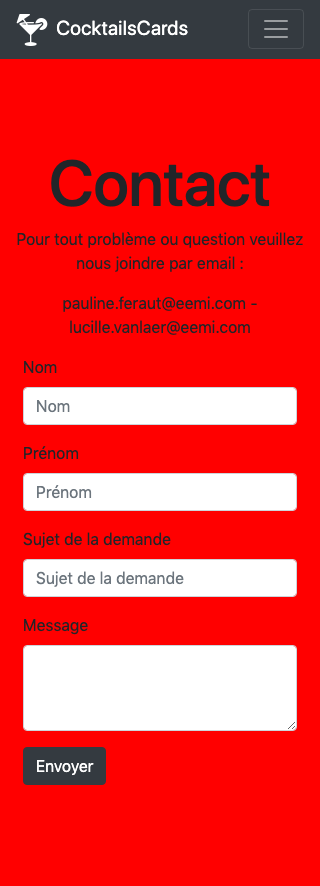 CocktailsCards
Contact
Pour tout problème ou question veuillez
nous joindre par email :
pauline.feraut@eemi.com -
lucille.vanlaer@eemi.com
Nom
Nom
Prénom
Prénom
Sujet de la demande
Sujet de la demande
Message
Envoyer